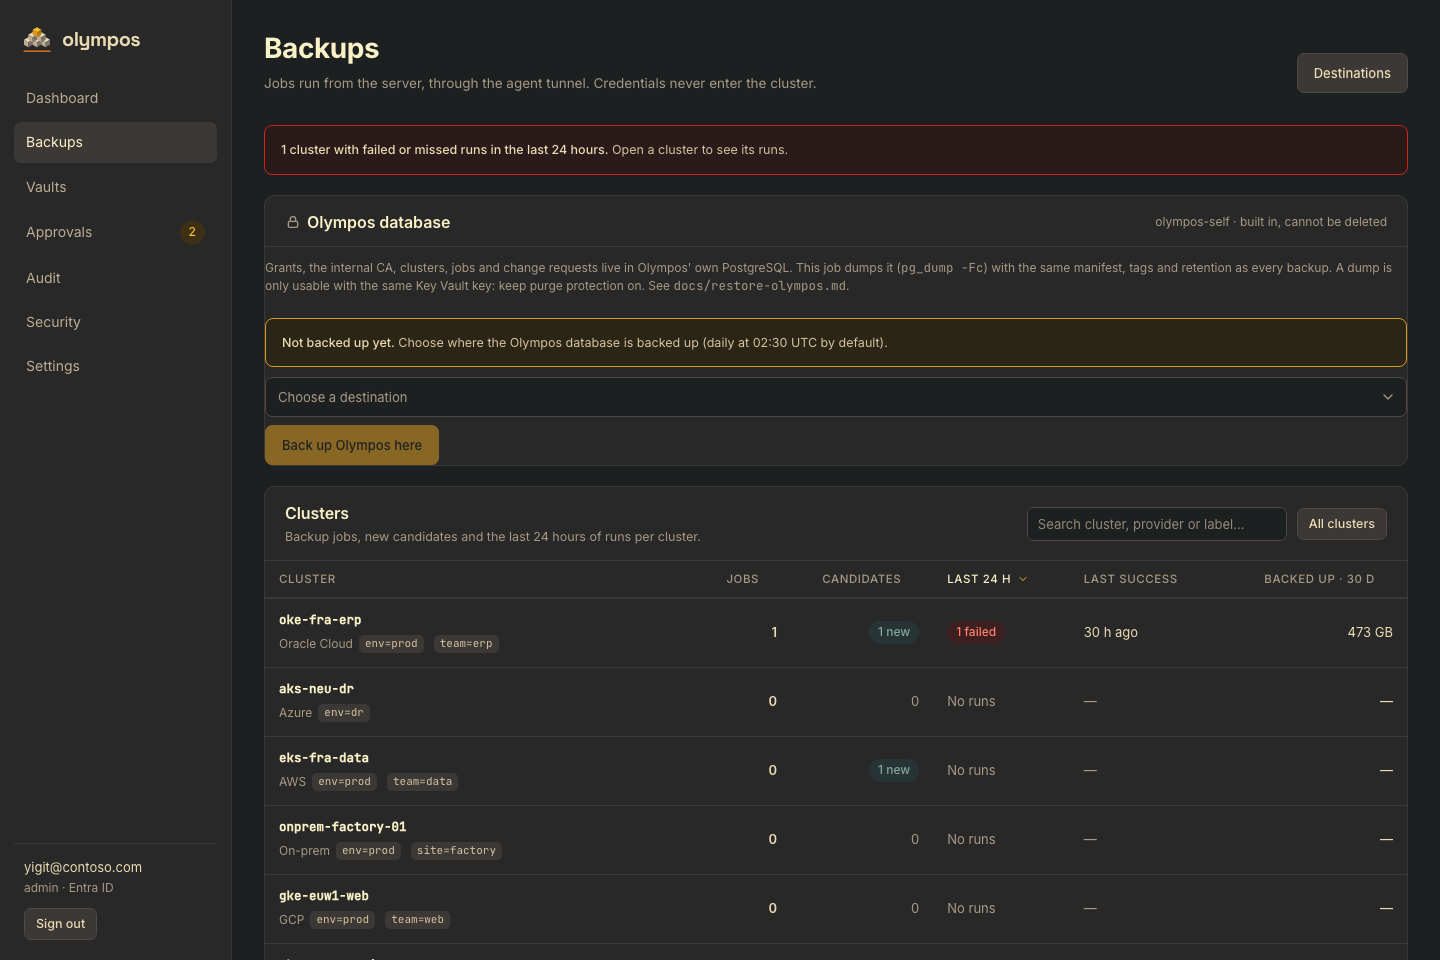 olympos
Dashboard
Backups
Vaults
Approvals 2
Audit
Security
Settings
yigit@contoso.com
admin · Entra ID
Sign out
Backups
Jobs run from the server, through the agent tunnel. Credentials never enter the cluster.
Destinations
1 cluster with failed or missed runs in the last 24 hours. Open a cluster to see its runs.
Olympos database
olympos-self · built in, cannot be deleted
Grants, the internal CA, clusters, jobs and change requests live in Olympos' own PostgreSQL. This job dumps it (pg_dump -Fc) with the same manifest, tags and retention as every backup. A dump is
only usable with the same Key Vault key: keep purge protection on. See docs/restore-olympos.md.
Not backed up yet. Choose where the Olympos database is backed up (daily at 02:30 UTC by default).
Choose a destination
Back up Olympos here
Clusters
Backup jobs, new candidates and the last 24 hours of runs per cluster.
Search cluster, provider or label...
All clusters
CLUSTER JOBS CANDIDATES LAST 24 H LAST SUCCESS BACKED UP · 30 D
oke-fra-erp
Oracle Cloud env=prod team=erp
1 1 new 1 failed 30 h ago 473 GB
aks-neu-dr
Azure env=dr
0 0 No runs — —
eks-fra-data
AWS env=prod team=data
0 1 new No runs — —
onprem-factory-01
On-prem env=prod site=factory
0 0 No runs — —
gke-euw1-web
GCP env=prod team=web
0 0 No runs — —